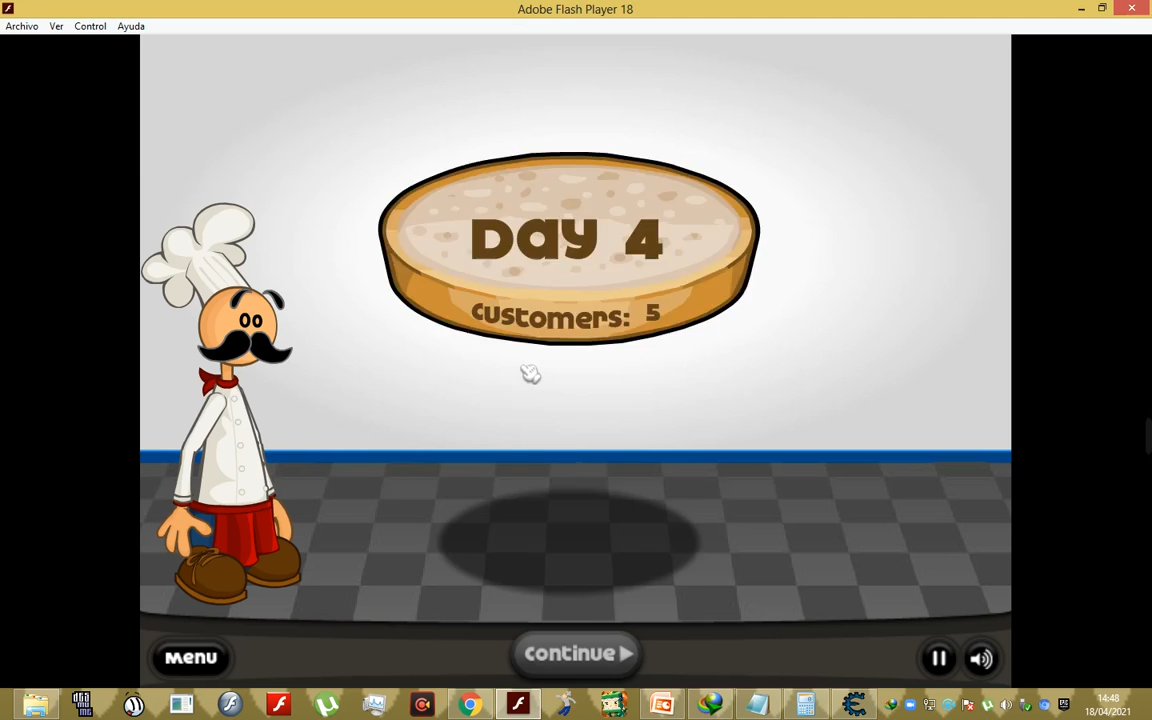 Adobe Flash Player 18
Archivo Ver Control Ayuda
Day 4
Customers: 5
Menu
Continue
14:48
18/04/2021